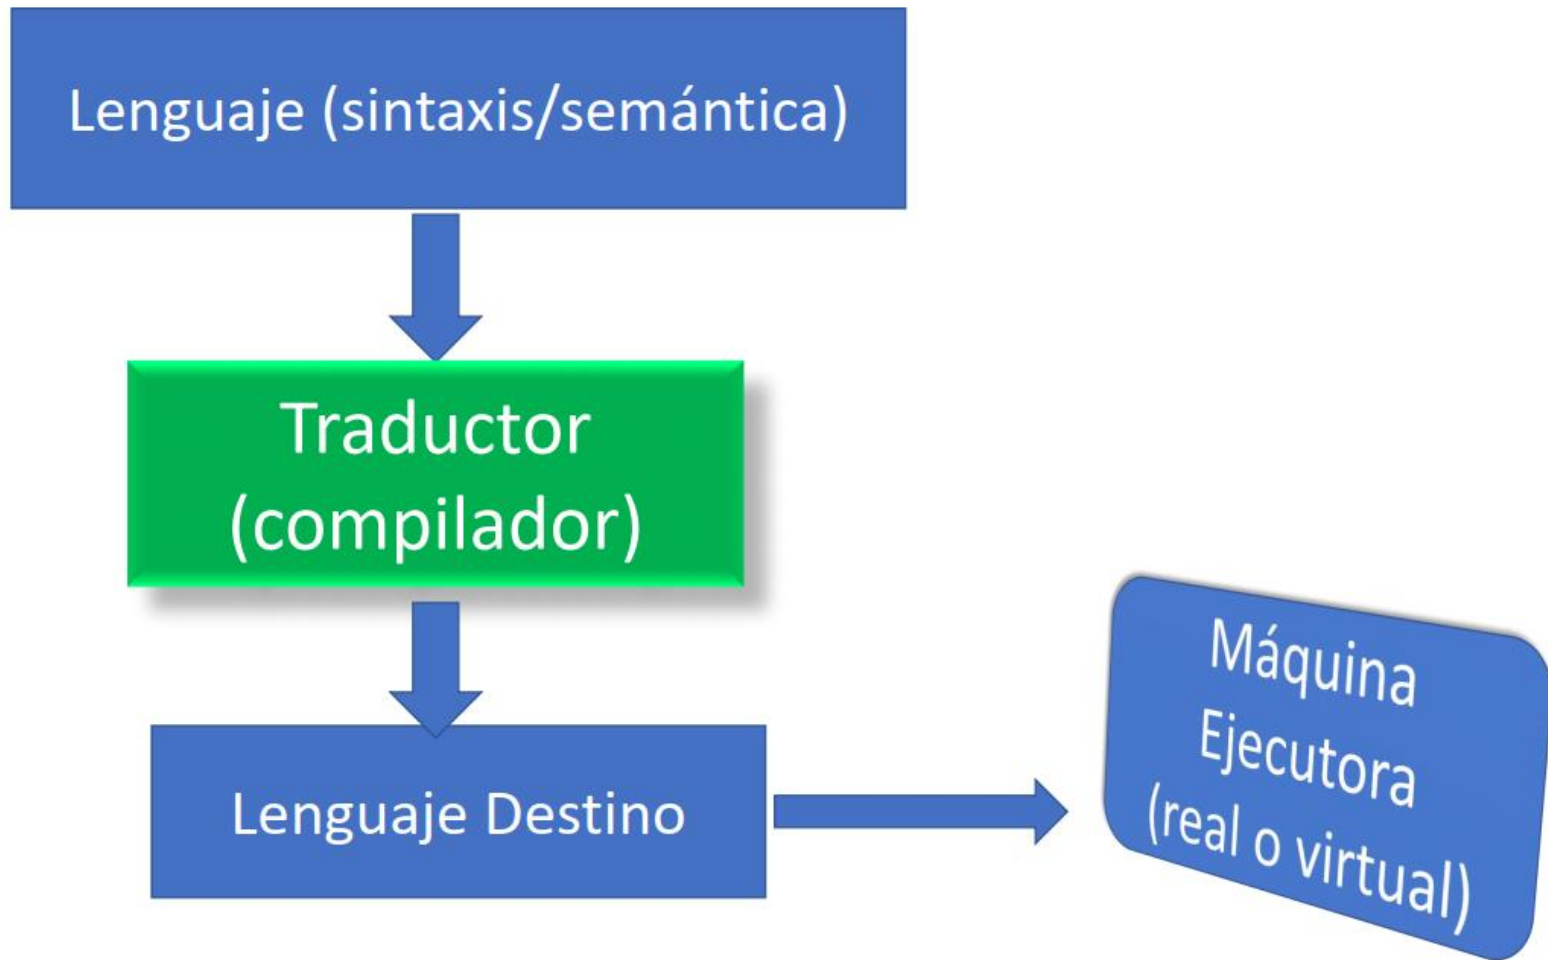 Lenguaje (sintaxis/semántica)
Traductor
(compilador)
Lenguaje Destino
Máquina
Ejecutora
(real o virtual)